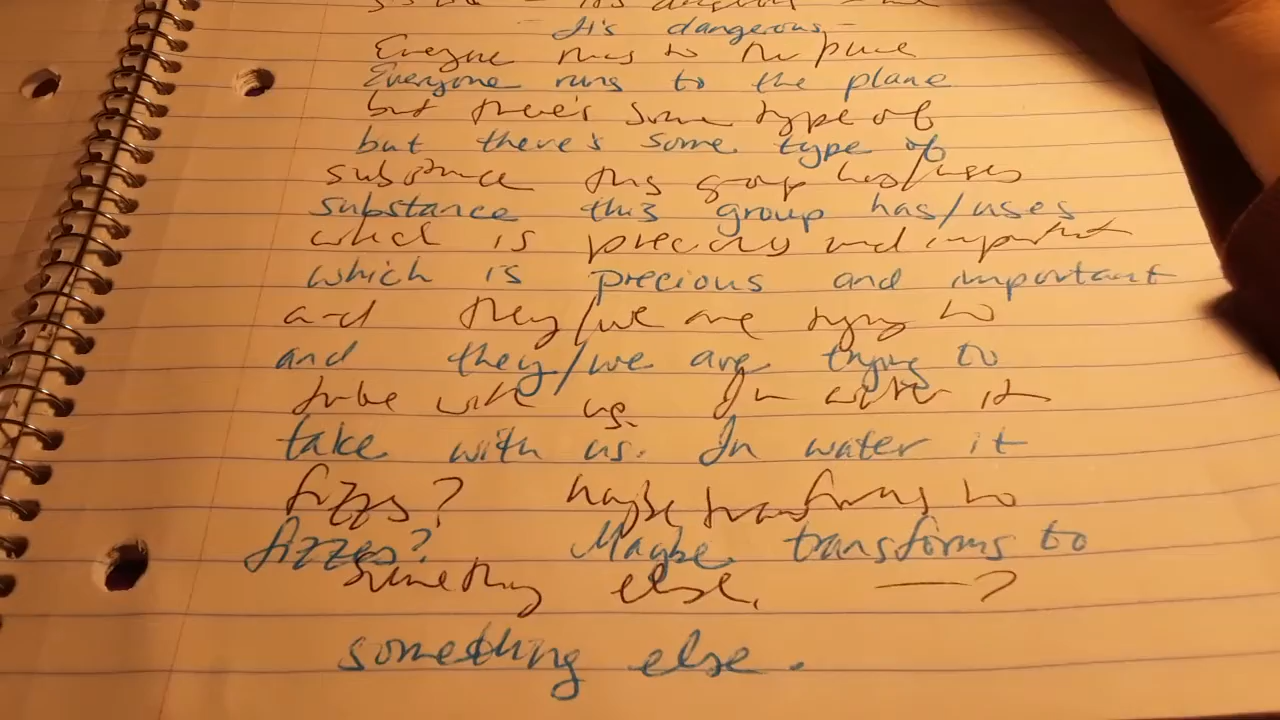 It's dangerous
Everyone runs to the plane
Everyone runs to the plane
but there's some type of
but there's some type of
substance this group has/uses
substance this group has/uses
which is precious and important
which is precious and important
and they/we are trying to
and they/we are trying to
take with us. In water it
take with us. In water it
fizzes? Maybe transforms to
fizzes? Maybe transforms to
something else.
something else.